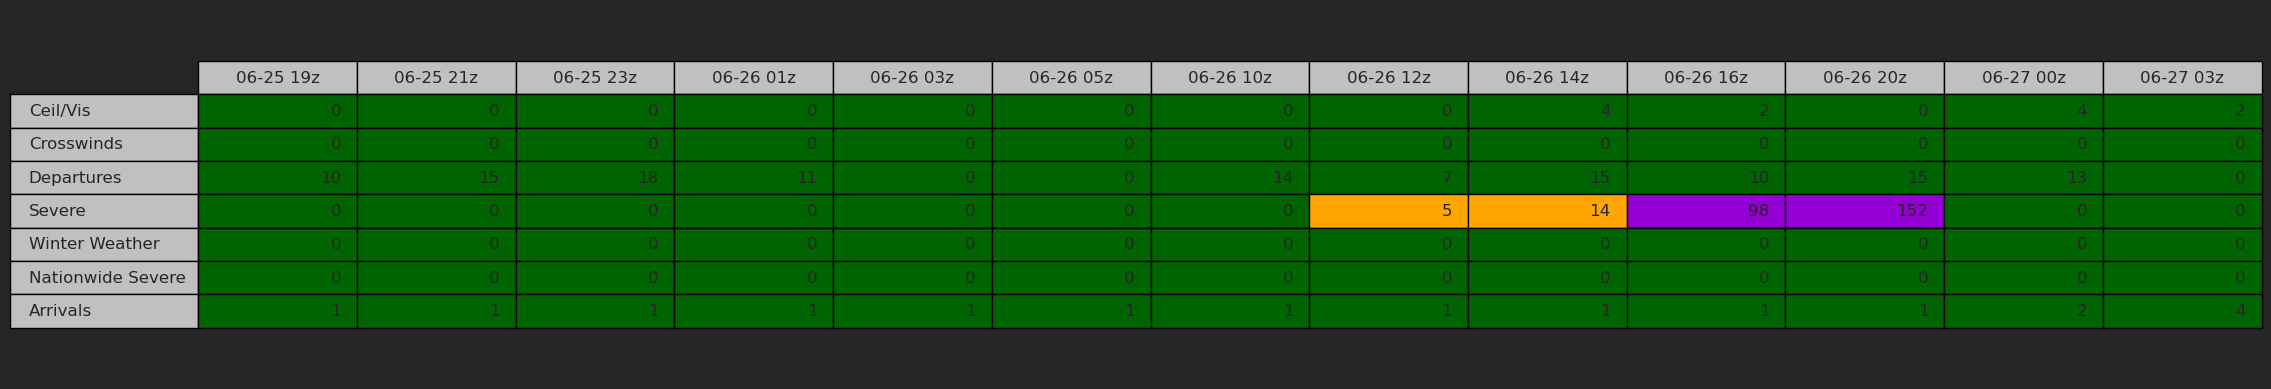 06-25 19z 06-25 21z 06-25 23z 06-26 01z 06-26 03z 06-26 05z 06-26 10z 06-26 12z 06-26 14z 06-26 16z 06-26 20z 06-27 00z 06-27 03z
Ceil/Vis 0 0 0 0 0 0 0 0 4 2 0 4 2
Crosswinds 0 0 0 0 0 0 0 0 0 0 0 0 0
Departures 10 15 18 11 0 0 14 7 15 10 15 13 0
Severe 0 0 0 0 0 0 0 5 14 98 152 0 0
Winter Weather 0 0 0 0 0 0 0 0 0 0 0 0 0
Nationwide Severe 0 0 0 0 0 0 0 0 0 0 0 0 0
Arrivals 1 1 1 1 1 1 1 1 1 1 1 2 4